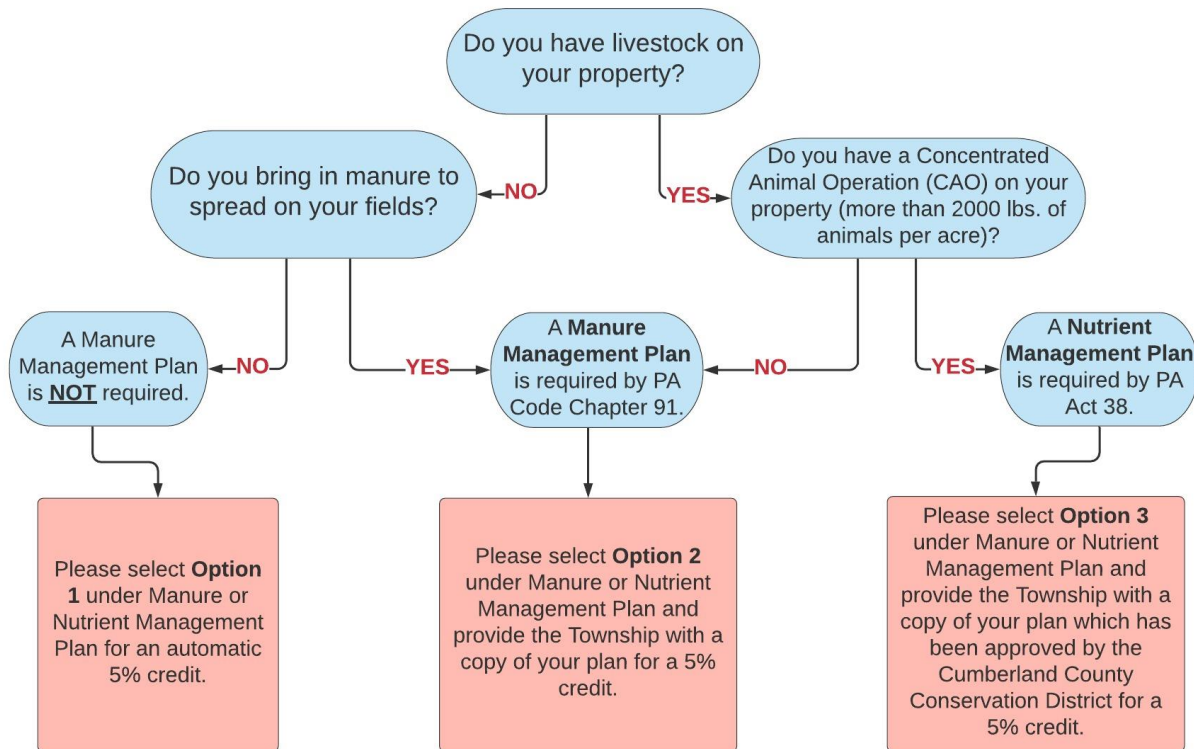 Do you have livestock on
your property?
Do you bring in manure to
spread on your fields?
NO
YES
Do you have a Concentrated
Animal Operation (CAO) on your
property (more than 2000 lbs. of
animals per acre)?
A Manure
Management Plan
is NOT required.
NO
YES
A Manure
Management Plan
is required by PA
Code Chapter 91.
NO
YES
A Nutrient
Management Plan
is required by PA
Act 38.
Please select Option
1 under Manure or
Nutrient Management
Plan for an automatic
5% credit.
Please select Option 2
under Manure or Nutrient
Management Plan and
provide the Township with a
copy of your plan for a 5%
credit.
Please select Option 3
under Manure or Nutrient
Management Plan and
provide the Township with a
copy of your plan which has
been approved by the
Cumberland County
Conservation District for a
5% credit.